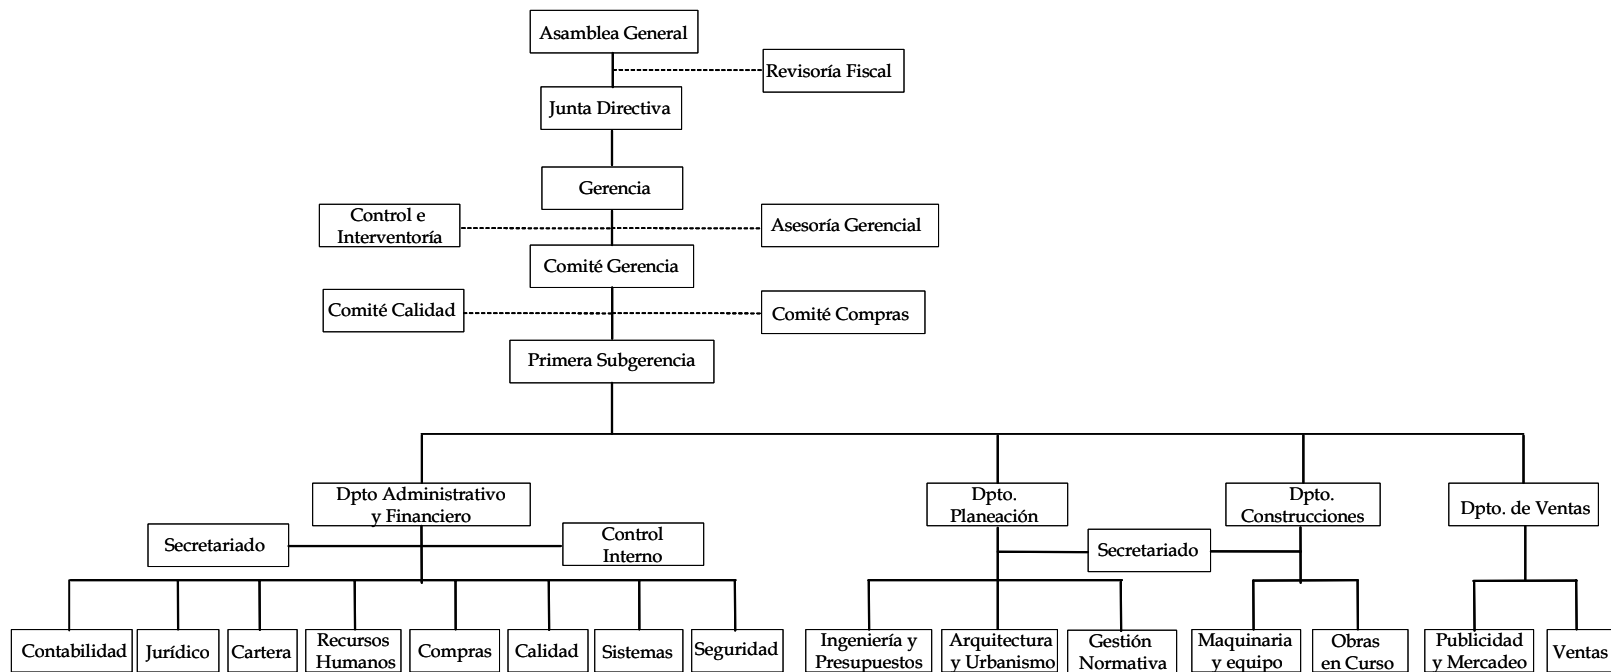 Asamblea General
Revisoría Fiscal
Junta Directiva
Gerencia
Control e
Interventoría
Asesoría Gerencial
Comité Gerencia
Comité Calidad
Comité Compras
Primera Subgerencia
Dpto Administrativo
y Financiero
Dpto.
Planeación
Dpto.
Construcciones
Dpto. de Ventas
Secretariado
Control
Interno
Secretariado
Contabilidad
Jurídico
Cartera
Recursos
Humanos
Compras
Calidad
Sistemas
Seguridad
Ingeniería y
Presupuestos
Arquitectura
y Urbanismo
Gestión
Normativa
Maquinaria
y equipo
Obras
en Curso
Publicidad
y Mercadeo
Ventas